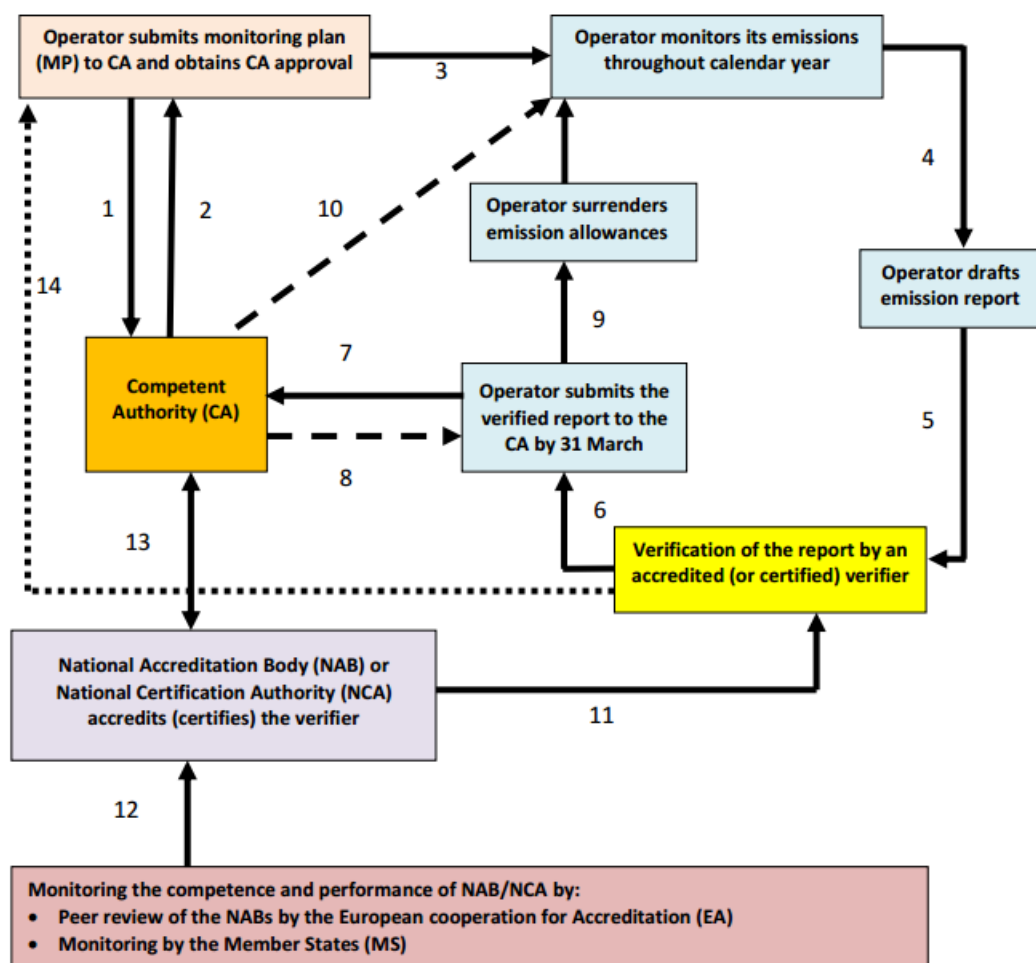 Operator submits monitoring plan
(MP) to CA and obtains CA approval
3
Operator monitors its emissions
throughout calendar year
4
1
2
10
Operator surrenders
emission allowances
14
Operator drafts
emission report
9
7
Competent
Authority (CA)
Operator submits the
verified report to the
CA by 31 March
5
8
6
13
Verification of the report by an
accredited (or certified) verifier
National Accreditation Body (NAB) or
National Certification Authority (NCA)
accredits (certifies) the verifier
11
12
Monitoring the competence and performance of NAB/NCA by:
• Peer review of the NABs by the European cooperation for Accreditation (EA)
• Monitoring by the Member States (MS)